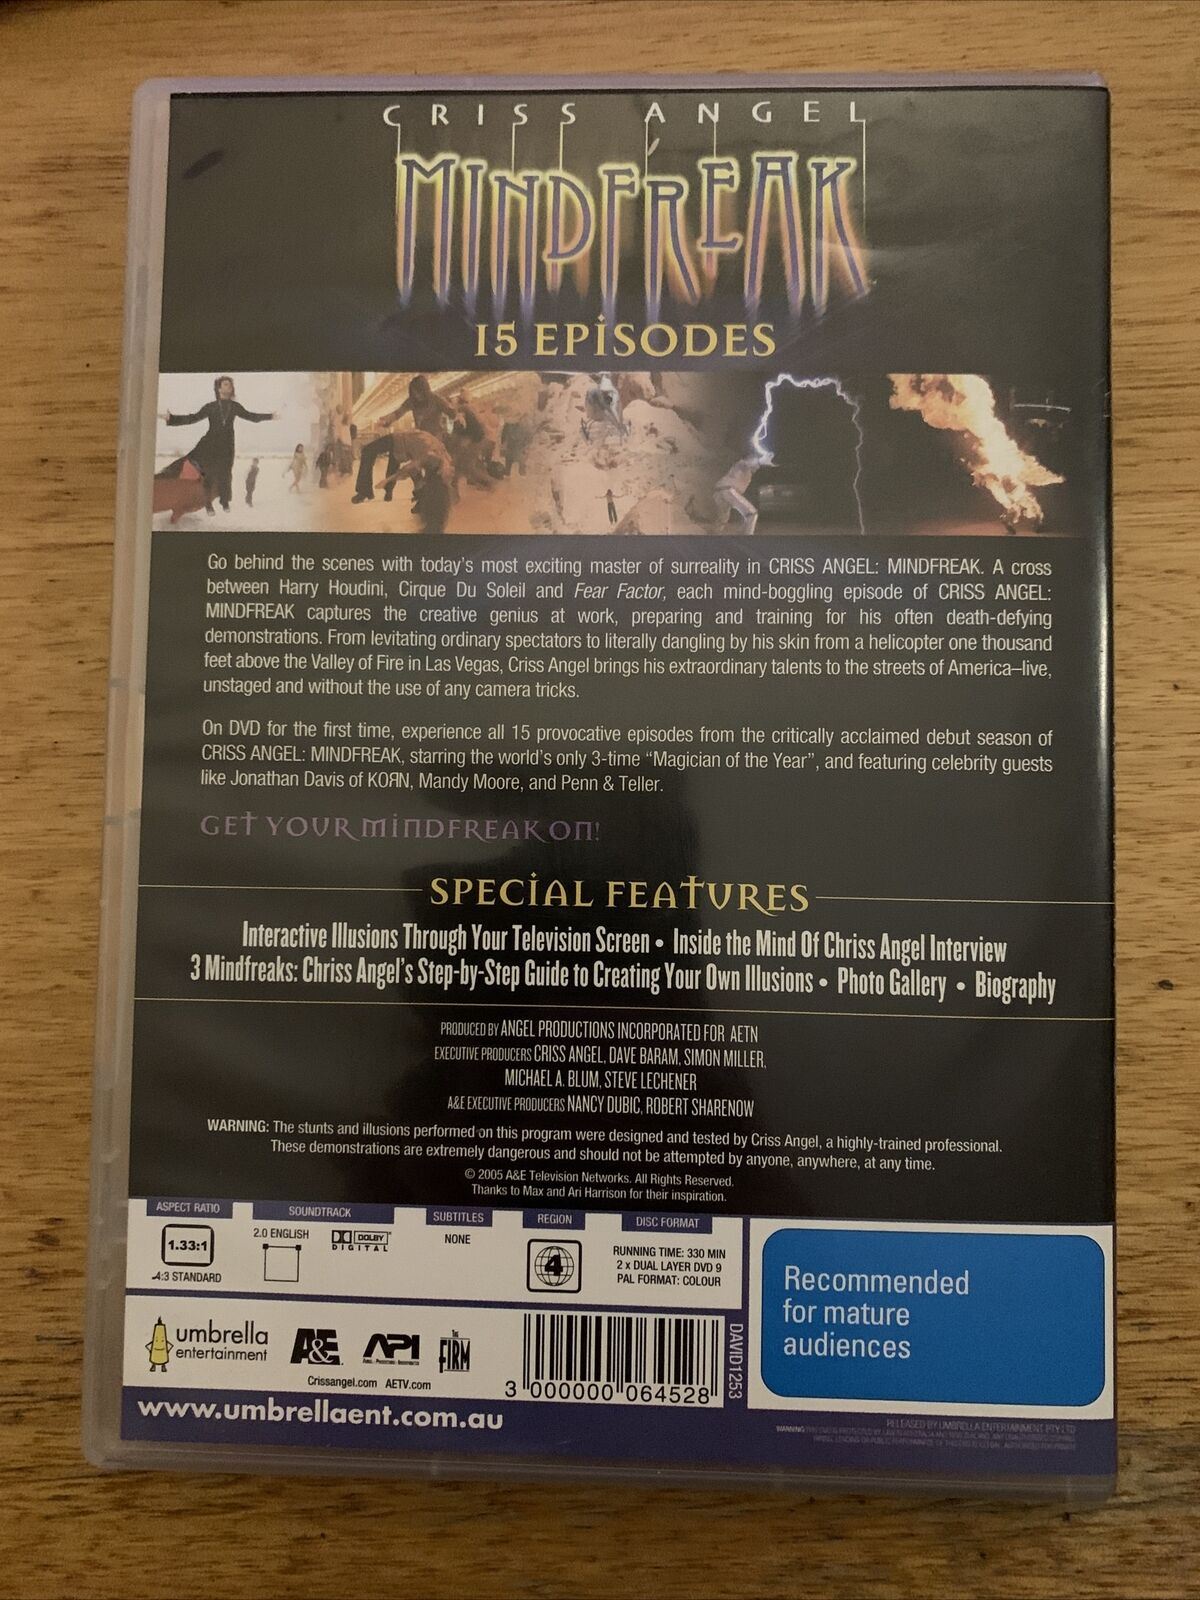 CRISS ANGEL
MINDFREAK
15 EPISODES
Go behind the scenes with today's most exciting master of surreality in CRISS ANGEL: MINDFREAK. A cross
between Harry Houdini, Cirque Du Soleil and Fear Factor, each mind-boggling episode of CRISS ANGEL:
MINDFREAK captures the creative genius at work, preparing and training for his often death-defying
demonstrations. From levitating ordinary spectators to literally dangling by his skin from a helicopter one thousand
feet above the Valley of Fire in Las Vegas, Criss Angel brings his extraordinary talents to the streets of America–live,
unstaged and without the use of any camera tricks.
On DVD for the first time, experience all 15 provocative episodes from the critically acclaimed debut season of
CRISS ANGEL: MINDFREAK, starring the world's only 3-time “Magician of the Year”, and featuring celebrity guests
like Jonathan Davis of KOЯN, Mandy Moore, and Penn & Teller.
GET YOUR MINDFREAK ON!
SPECIAL FEATURES
Interactive Illusions Through Your Television Screen • Inside the Mind Of Chriss Angel Interview
3 Mindfreaks: Chriss Angel's Step-by-Step Guide to Creating Your Own Illusions • Photo Gallery • Biography
PRODUCED BY ANGEL PRODUCTIONS INCORPORATED FOR AETN
EXECUTIVE PRODUCERS CRISS ANGEL, DAVE BARAM, SIMON MILLER,
MICHAEL A. BLUM, STEVE LECHENER
A&E EXECUTIVE PRODUCERS NANCY DUBIC, ROBERT SHARENOW
WARNING: The stunts and illusions performed on this program were designed and tested by Criss Angel, a highly-trained professional.
These demonstrations are extremely dangerous and should not be attempted by anyone, anywhere, at any time.
© 2005 A&E Television Networks. All Rights Reserved.
Thanks to Max and Ari Harrison for their inspiration.
ASPECT RATIO
1.33:1
4:3 STANDARD
SOUNDTRACK
2.0 ENGLISH
DOLBY
DIGITAL
SUBTITLES
NONE
REGION
4
DISC FORMAT
RUNNING TIME: 330 MIN
2 x DUAL LAYER DVD 9
PAL FORMAT: COLOUR
Recommended
for mature
audiences
umbrella
entertainment
A&E
API
THE
FIRM
Crissangel.com AETV.com
3 000000 064528
DAVID1253
www.umbrellaent.com.au
RELEASED BY UMBRELLA ENTERTAINMENT PTY LTD